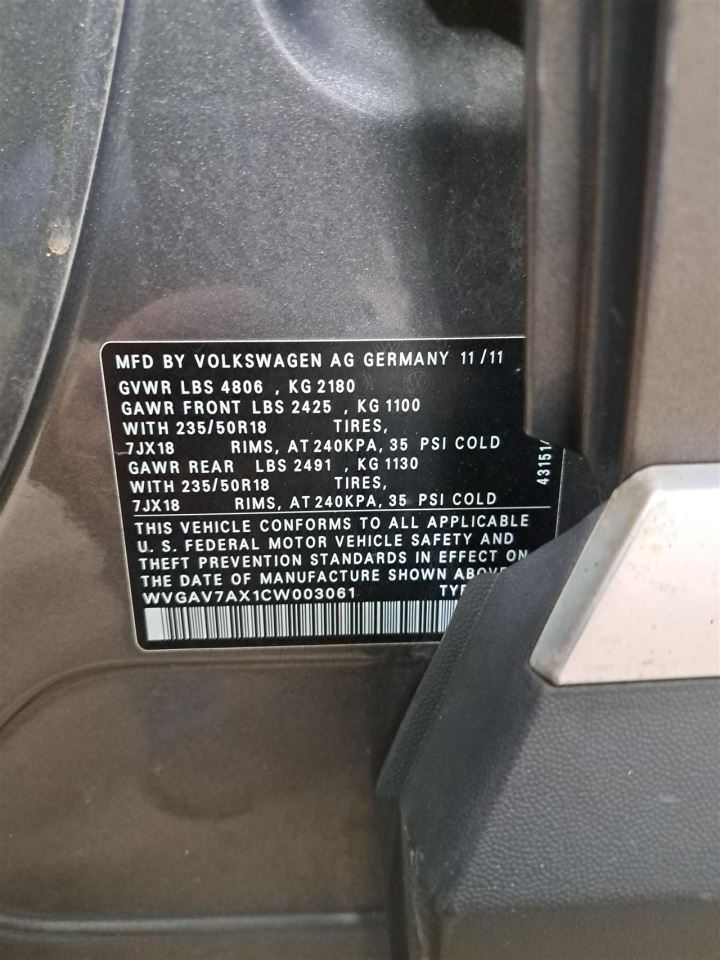 MFD BY VOLKSWAGEN AG GERMANY 11/11
GVWR LBS 4806 , KG 2180
GAWR FRONT LBS 2425 , KG 1100
WITH 235/50R18 TIRES,
7JX18 RIMS, AT 240KPA, 35 PSI COLD
GAWR REAR LBS 2491 , KG 1130
WITH 235/50R18 TIRES,
7JX18 RIMS, AT 240KPA, 35 PSI COLD
THIS VEHICLE CONFORMS TO ALL APPLICABLE
U. S. FEDERAL MOTOR VEHICLE SAFETY AND
THEFT PREVENTION STANDARDS IN EFFECT ON
THE DATE OF MANUFACTURE SHOWN
WVGAV7AX1CW003061